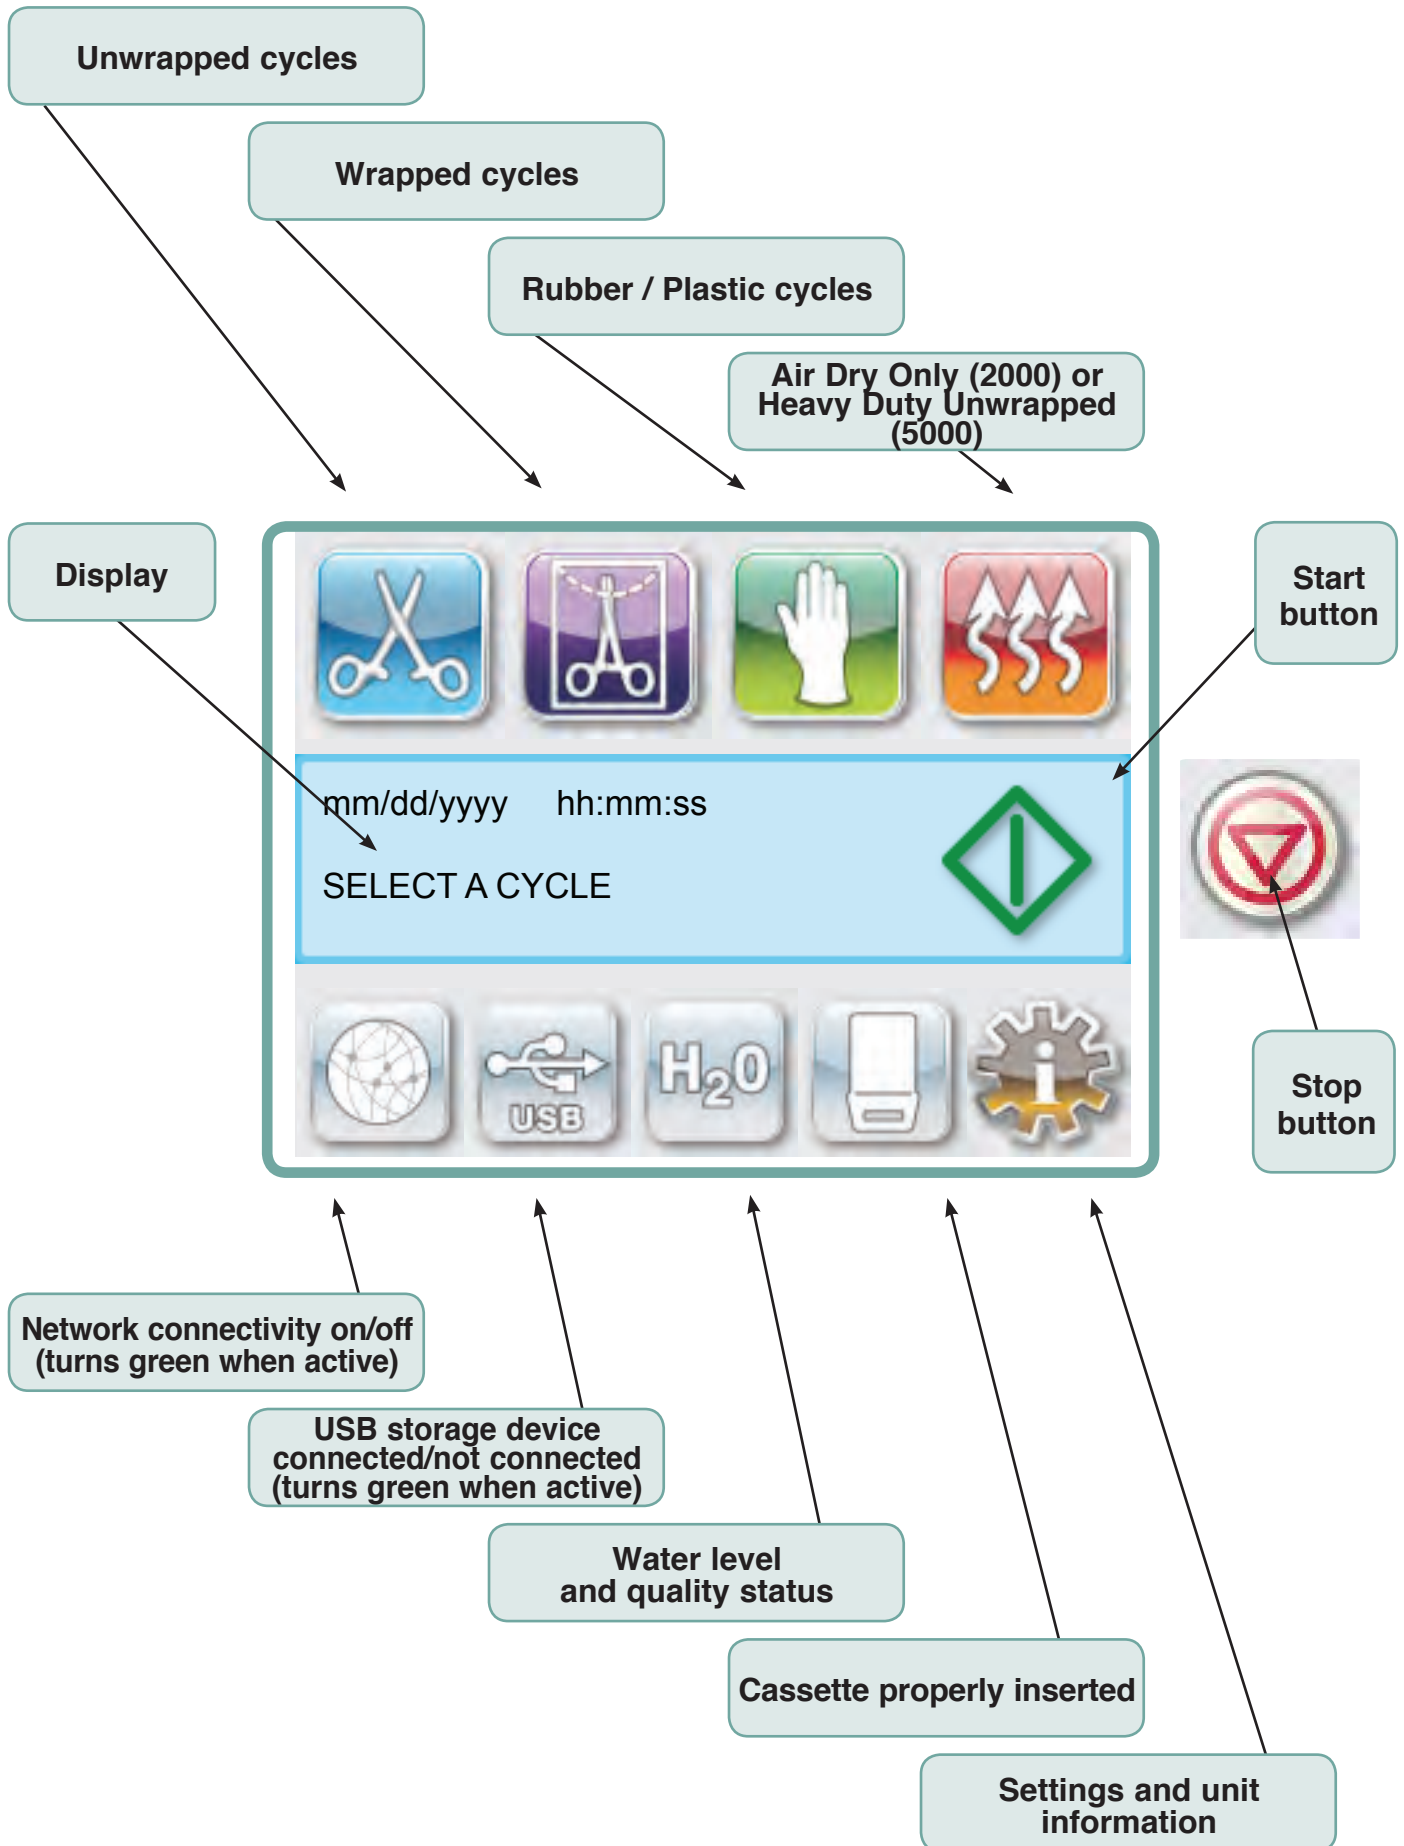 Unwrapped cycles
Wrapped cycles
Rubber / Plastic cycles
Air Dry Only (2000) or
Heavy Duty Unwrapped
(5000)
Display
Start
button
mm/dd/yyyy hh:mm:ss
SELECT A CYCLE
USB
H₂O
i
Stop
button
Network connectivity on/off
(turns green when active)
USB storage device
connected/not connected
(turns green when active)
Water level
and quality status
Cassette properly inserted
Settings and unit
information